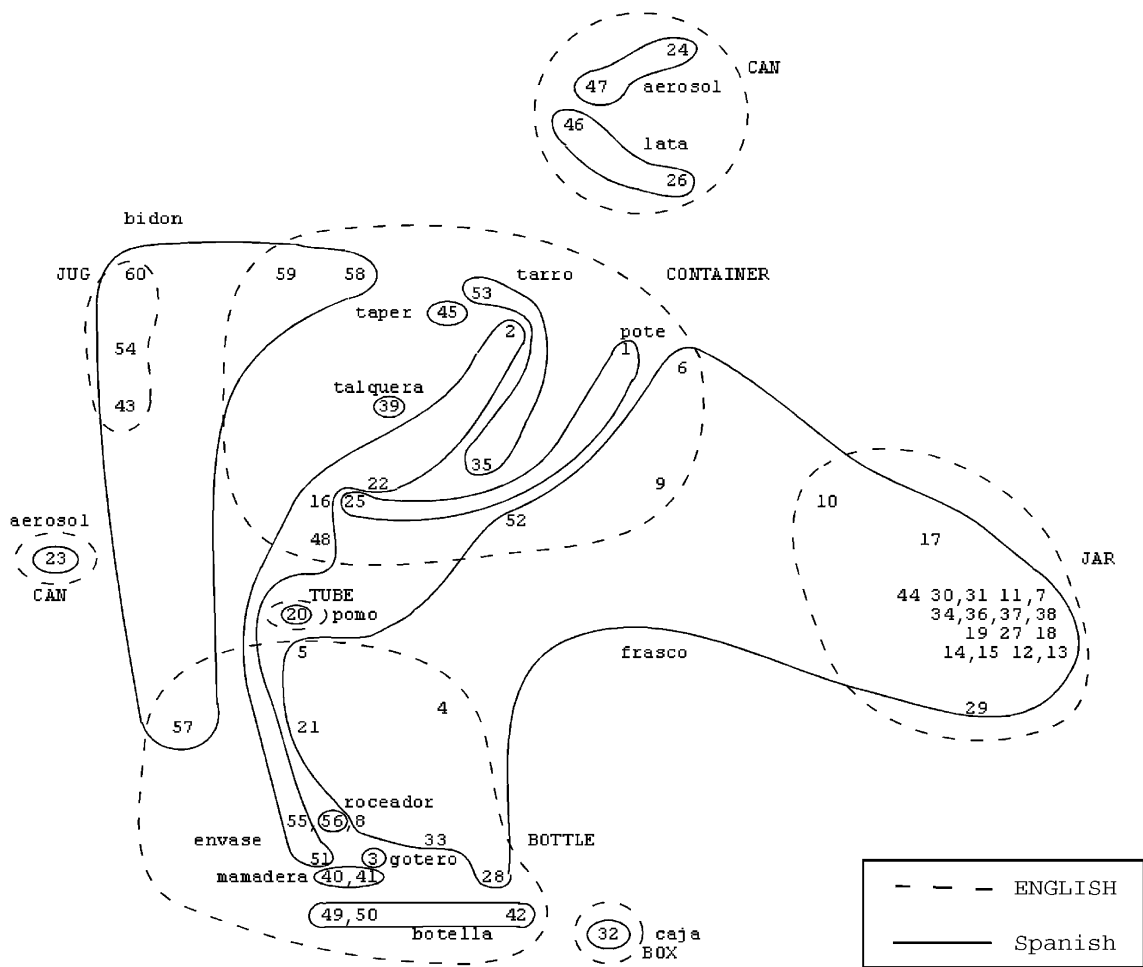 24
CAN
47 aerosol
46
lata
26
bidon
JUG 60 59 58 tarro CONTAINER
53
taper 45
2 pote
54 1
6
talquera
43 39
35
22 9
16 25 10
52
aerosol 48 17
23 JAR
CAN TUBE 44 30,31 11,7
20 pomo 34,36,37,38
19 27 18
5 frasco 14,15 12,13
4 29
57 21
roceador
55,56,8
envase 33 BOTTLE
51 3 gotero
mamadera 40,41 28
ENGLISH
49,50 42
botella 32 caja
BOX Spanish